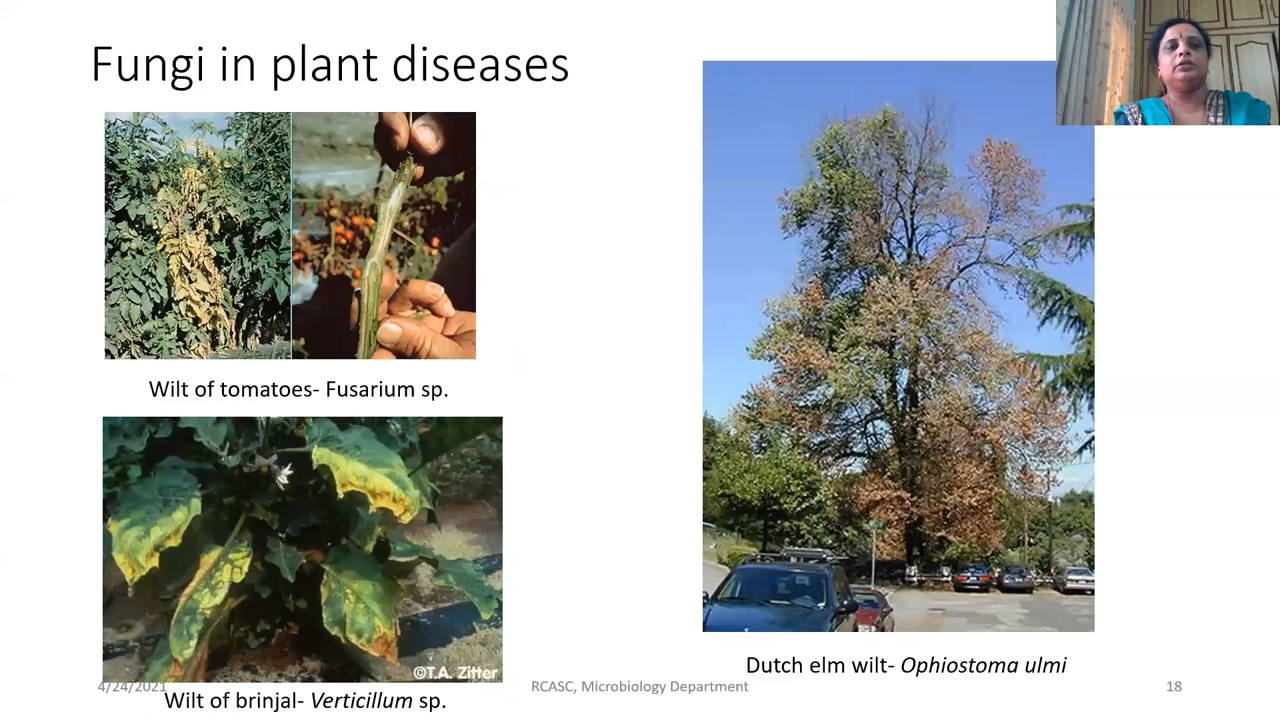 Fungi in plant diseases
Wilt of tomatoes- Fusarium sp.
©T.A. Zitter
Wilt of brinjal- Verticillum sp.
Dutch elm wilt- Ophiostoma ulmi
4/24/2021
RCASC, Microbiology Department
18